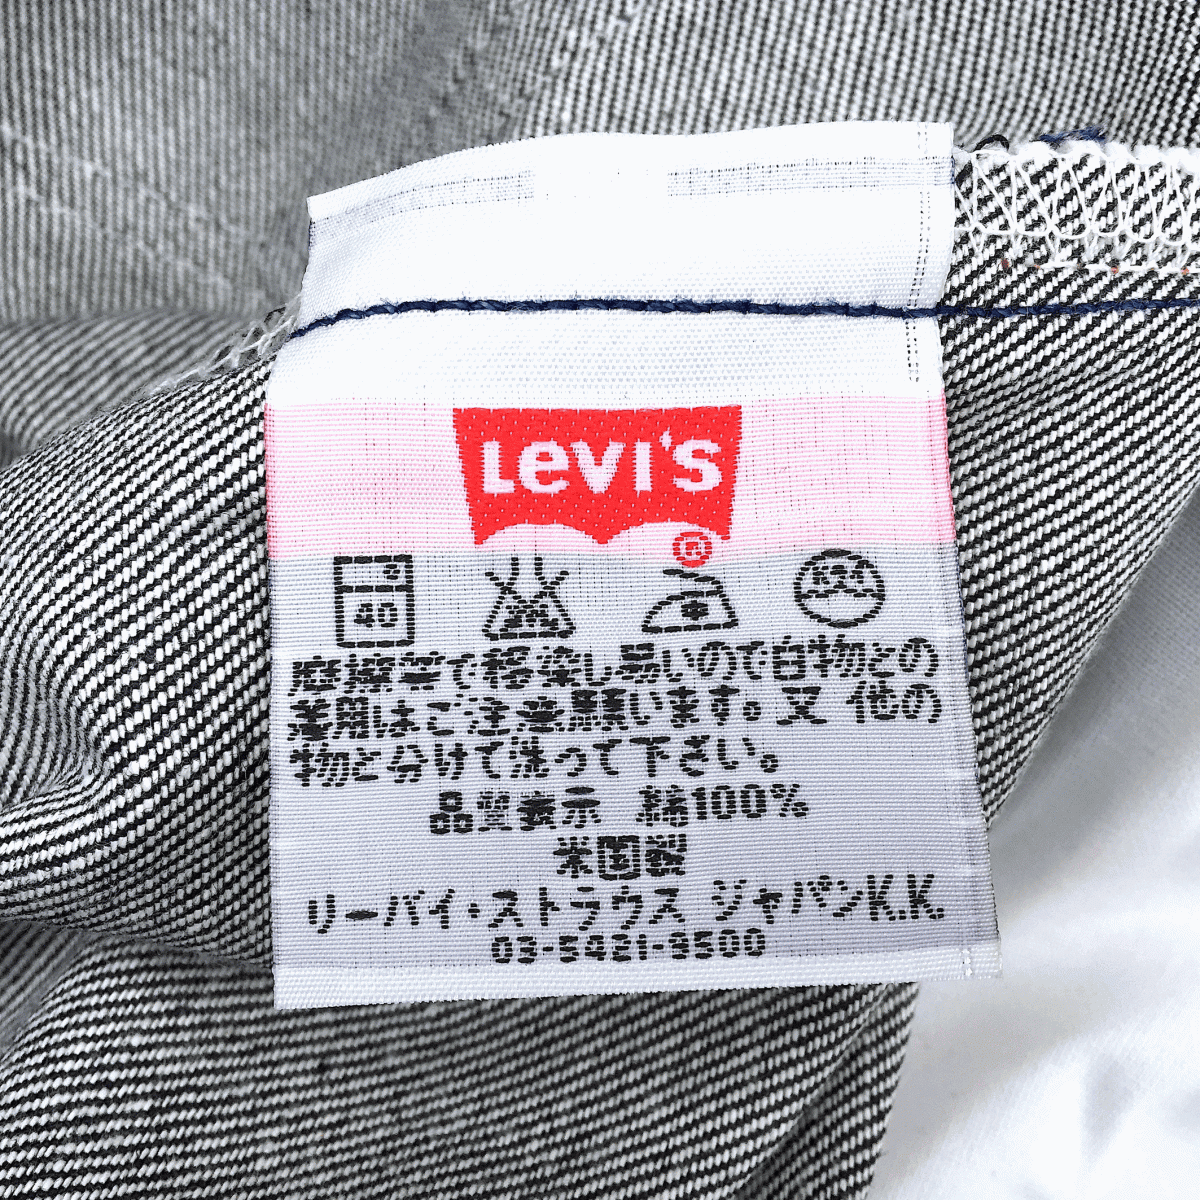 Levi's
®
40
摩擦等で移染し易いので白物との
着用はご注意願います。又 他の
物と分けて洗って下さい。
品質表示 綿100%
米国製
リーバイ・ストラウス ジャパンK.K.
03-5421-9500